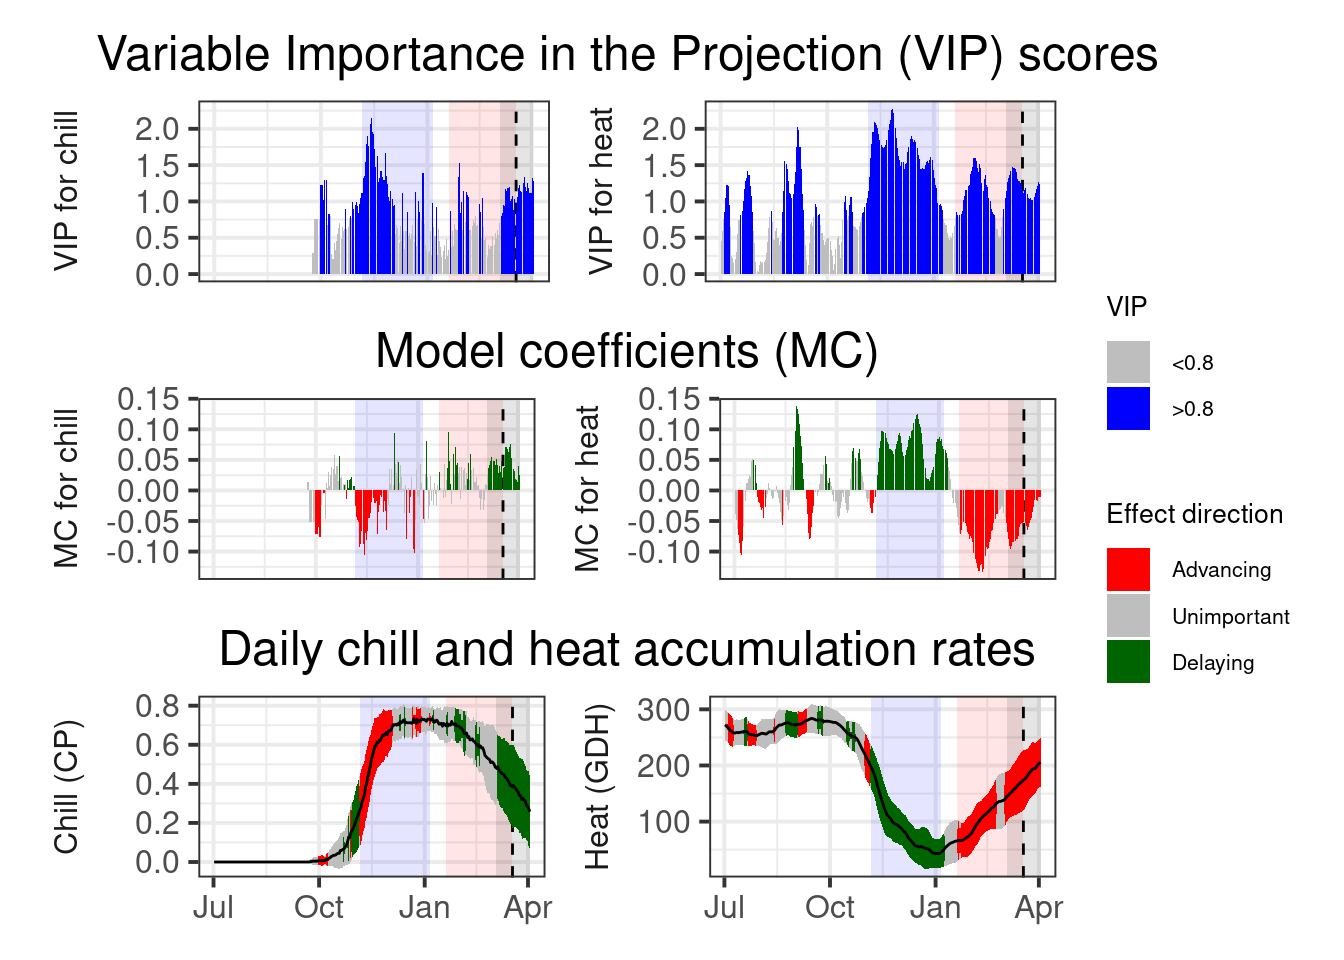 Variable Importance in the Projection (VIP) scores
VIP for chill
2.0
1.5
1.0
0.5
0.0
VIP for heat
2.0
1.5
1.0
0.5
0.0
Model coefficients (MC)
MC for chill
0.15
0.10
0.05
0.00
-0.05
-0.10
MC for heat
0.15
0.10
0.05
0.00
-0.05
-0.10
Daily chill and heat accumulation rates
Chill (CP)
0.8
0.6
0.4
0.2
0.0
Jul Oct Jan Apr
Heat (GDH)
300
200
100
Jul Oct Jan Apr
VIP
<0.8
>0.8
Effect direction
Advancing
Unimportant
Delaying